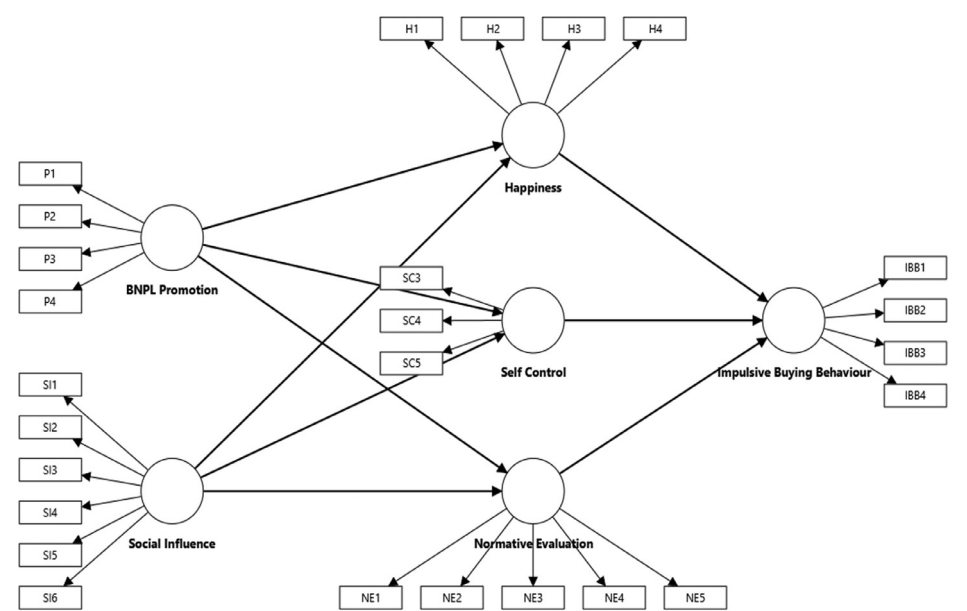 H1
H2
H3
H4
Happiness
P1
P2
P3
P4
BNPL Promotion
SC3
SC4
SC5
Self Control
IBB1
IBB2
IBB3
IBB4
Impulsive Buying Behaviour
SI1
SI2
SI3
SI4
SI5
SI6
Social Influence
Normative Evaluation
NE1
NE2
NE3
NE4
NE5